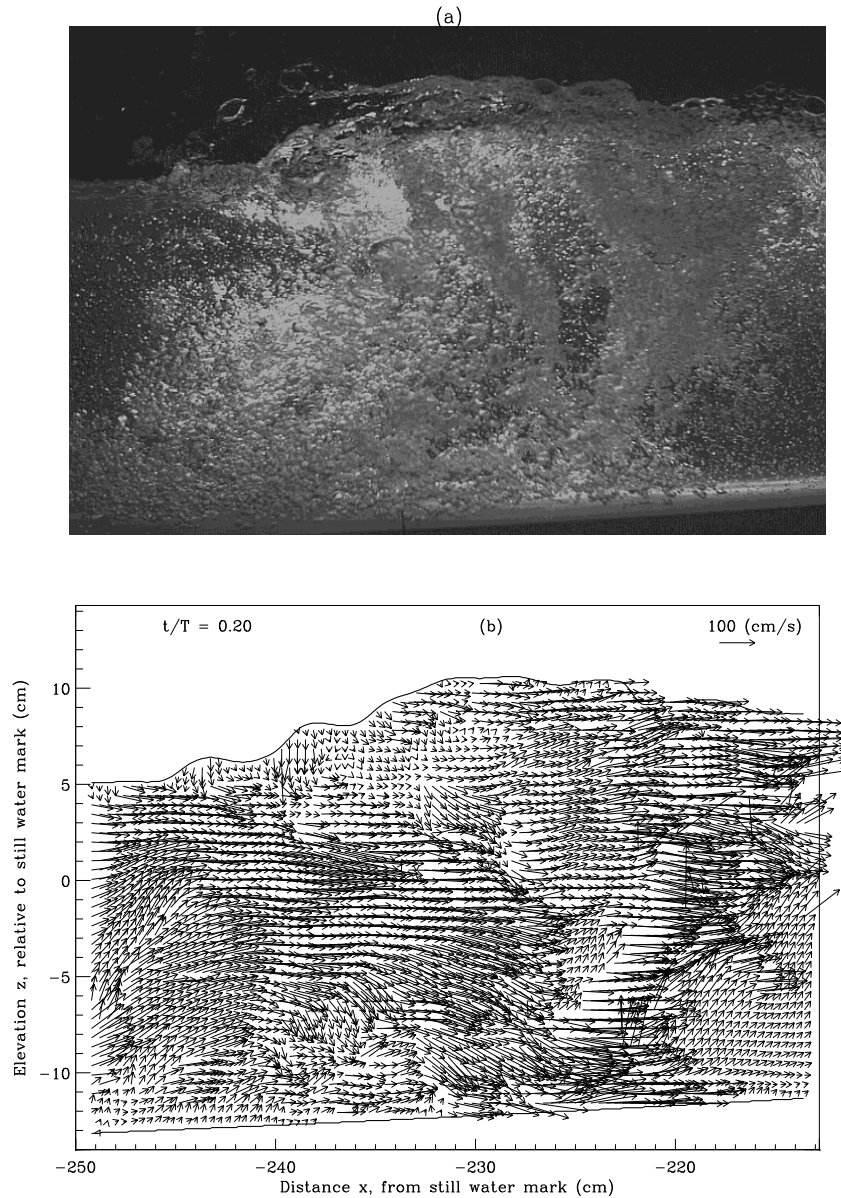 (a)
t/T = 0.20
(b)
100 (cm/s)
10
5
0
−5
−10
Elevation z, relative to still water mark (cm)
−250
−240
−230
−220
Distance x, from still water mark (cm)